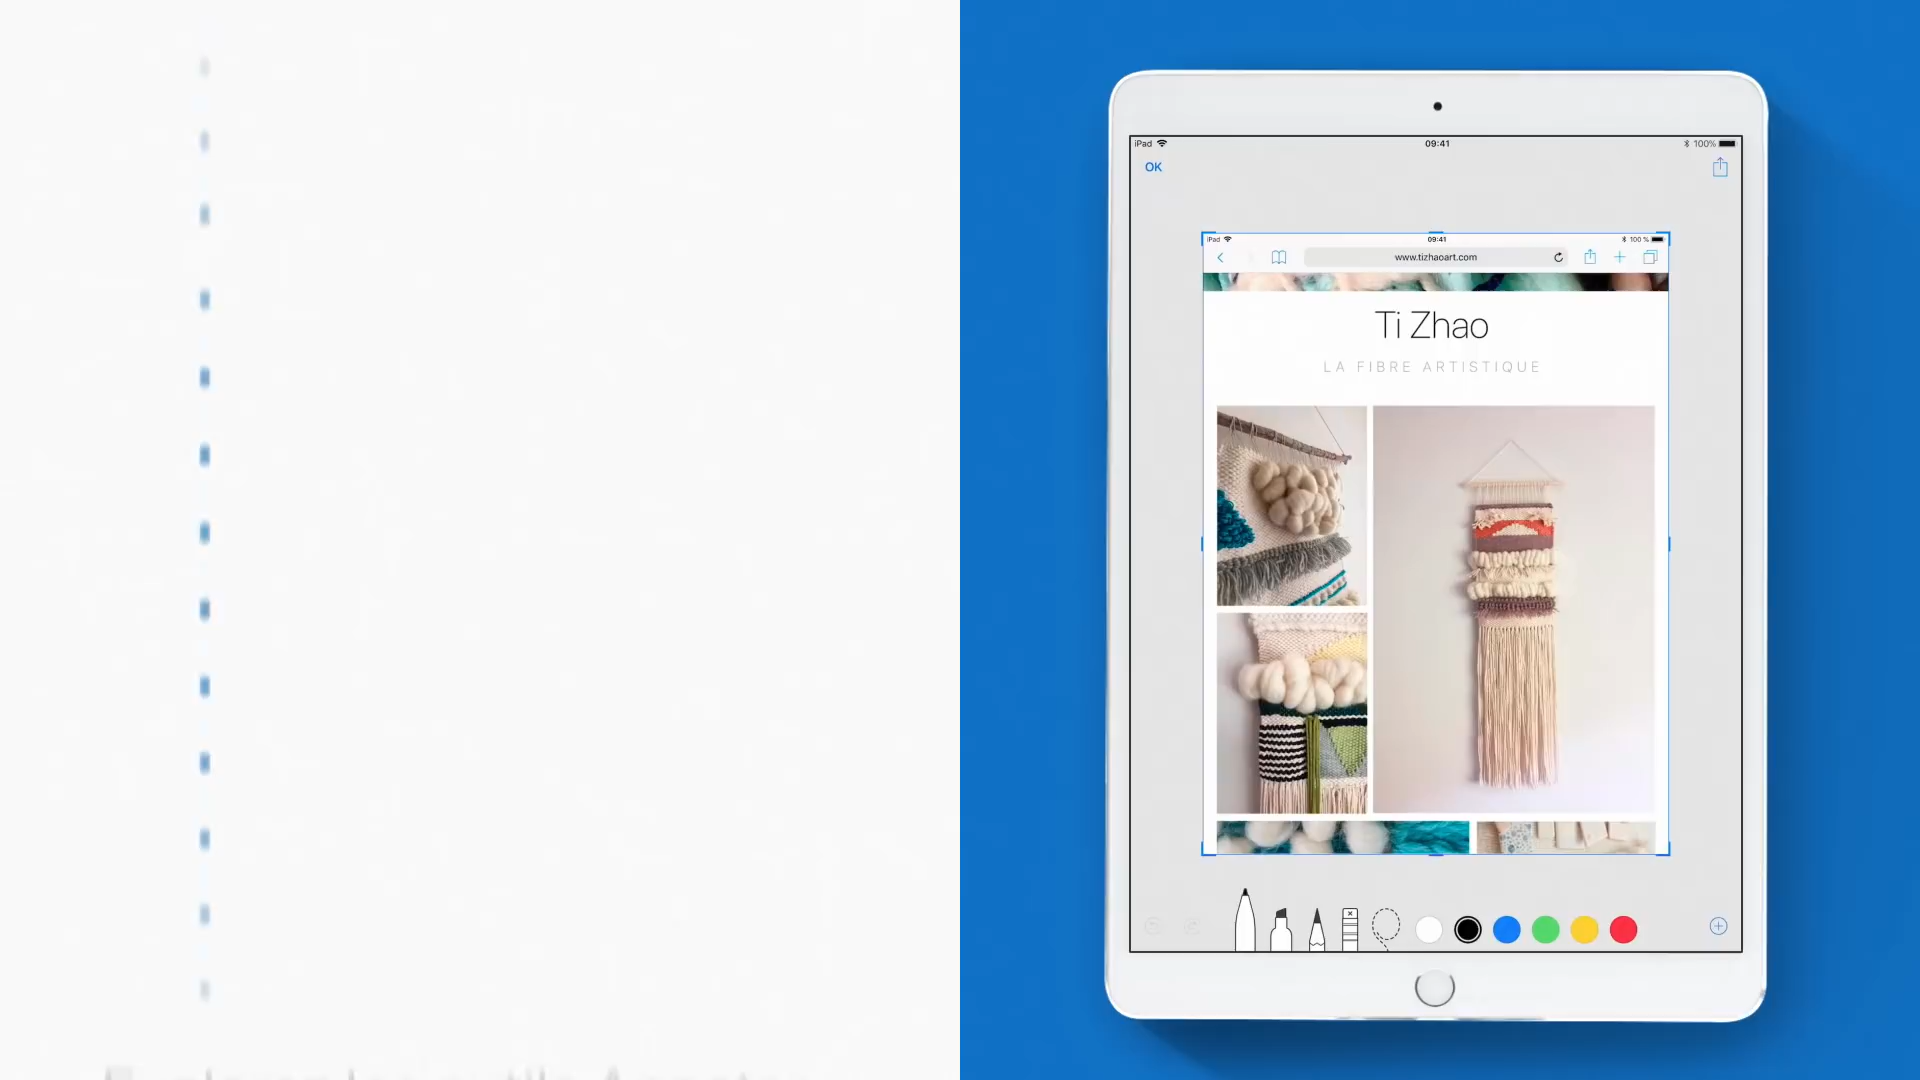 iPad
09:41
100%
OK
iPad
09:41
100 %
www.tizhaoart.com
Ti Zhao
LA FIBRE ARTISTIQUE